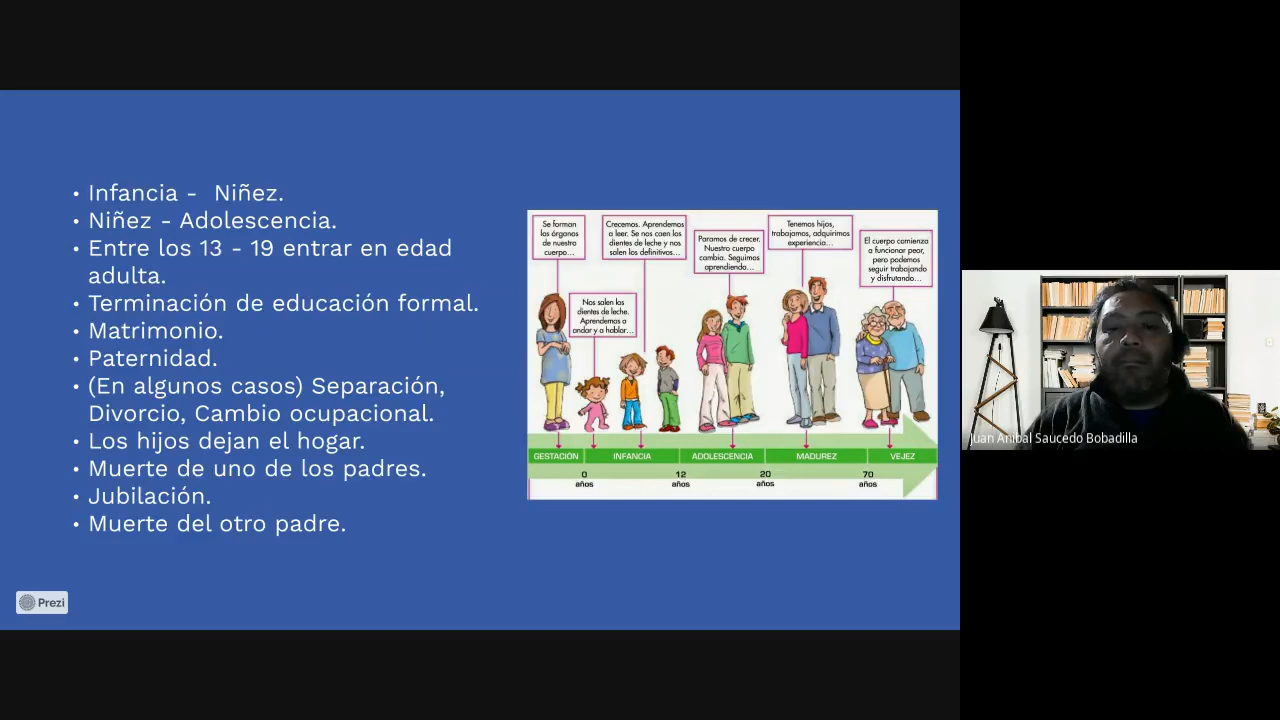 • Infancia -  Niñez.
• Niñez - Adolescencia.
• Entre los 13 - 19 entrar en edad
adulta.
• Terminación de educación formal.
• Matrimonio.
• Paternidad.
• (En algunos casos) Separación,
Divorcio, Cambio ocupacional.
• Los hijos dejan el hogar.
• Muerte de uno de los padres.
• Jubilación.
• Muerte del otro padre.
Se forman
los órganos
de nuestro
cuerpo...
Nos salen los
dientes de leche.
Aprendemos a
andar y a hablar...
Crecemos. Aprendemos
a leer. Se nos caen los
dientes de leche y nos
salen los definitivos...
Paramos de crecer.
Nuestro cuerpo
cambia. Seguimos
aprendiendo...
Tenemos hijos,
trabajamos, adquirimos
experiencia...
El cuerpo comienza
a funcionar peor,
pero podemos
seguir trabajando
y disfrutando...
GESTACIÓN INFANCIA ADOLESCENCIA MADUREZ VEJEZ
0 12 20 70
años años años años
Prezi
Juan Anibal Saucedo Bobadilla